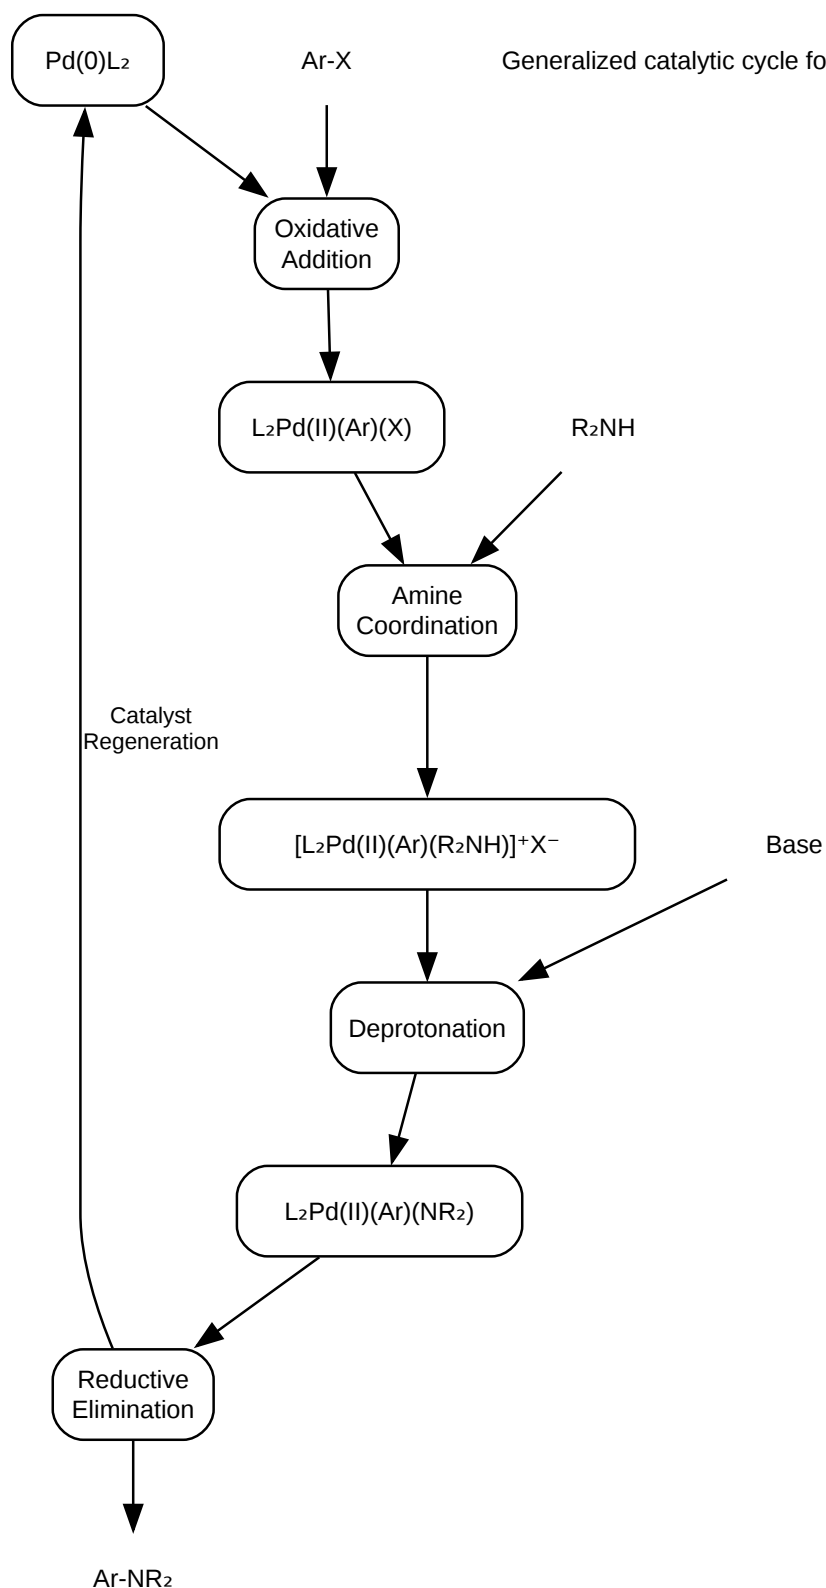 Pd(0)L₂
Ar-X
Generalized catalytic cycle fo
Oxidative
Addition
L₂Pd(II)(Ar)(X)
R₂NH
Amine
Coordination
Catalyst
Regeneration
[L₂Pd(II)(Ar)(R₂NH)]⁺X⁻
Base
Deprotonation
L₂Pd(II)(Ar)(NR₂)
Reductive
Elimination
Ar-NR₂